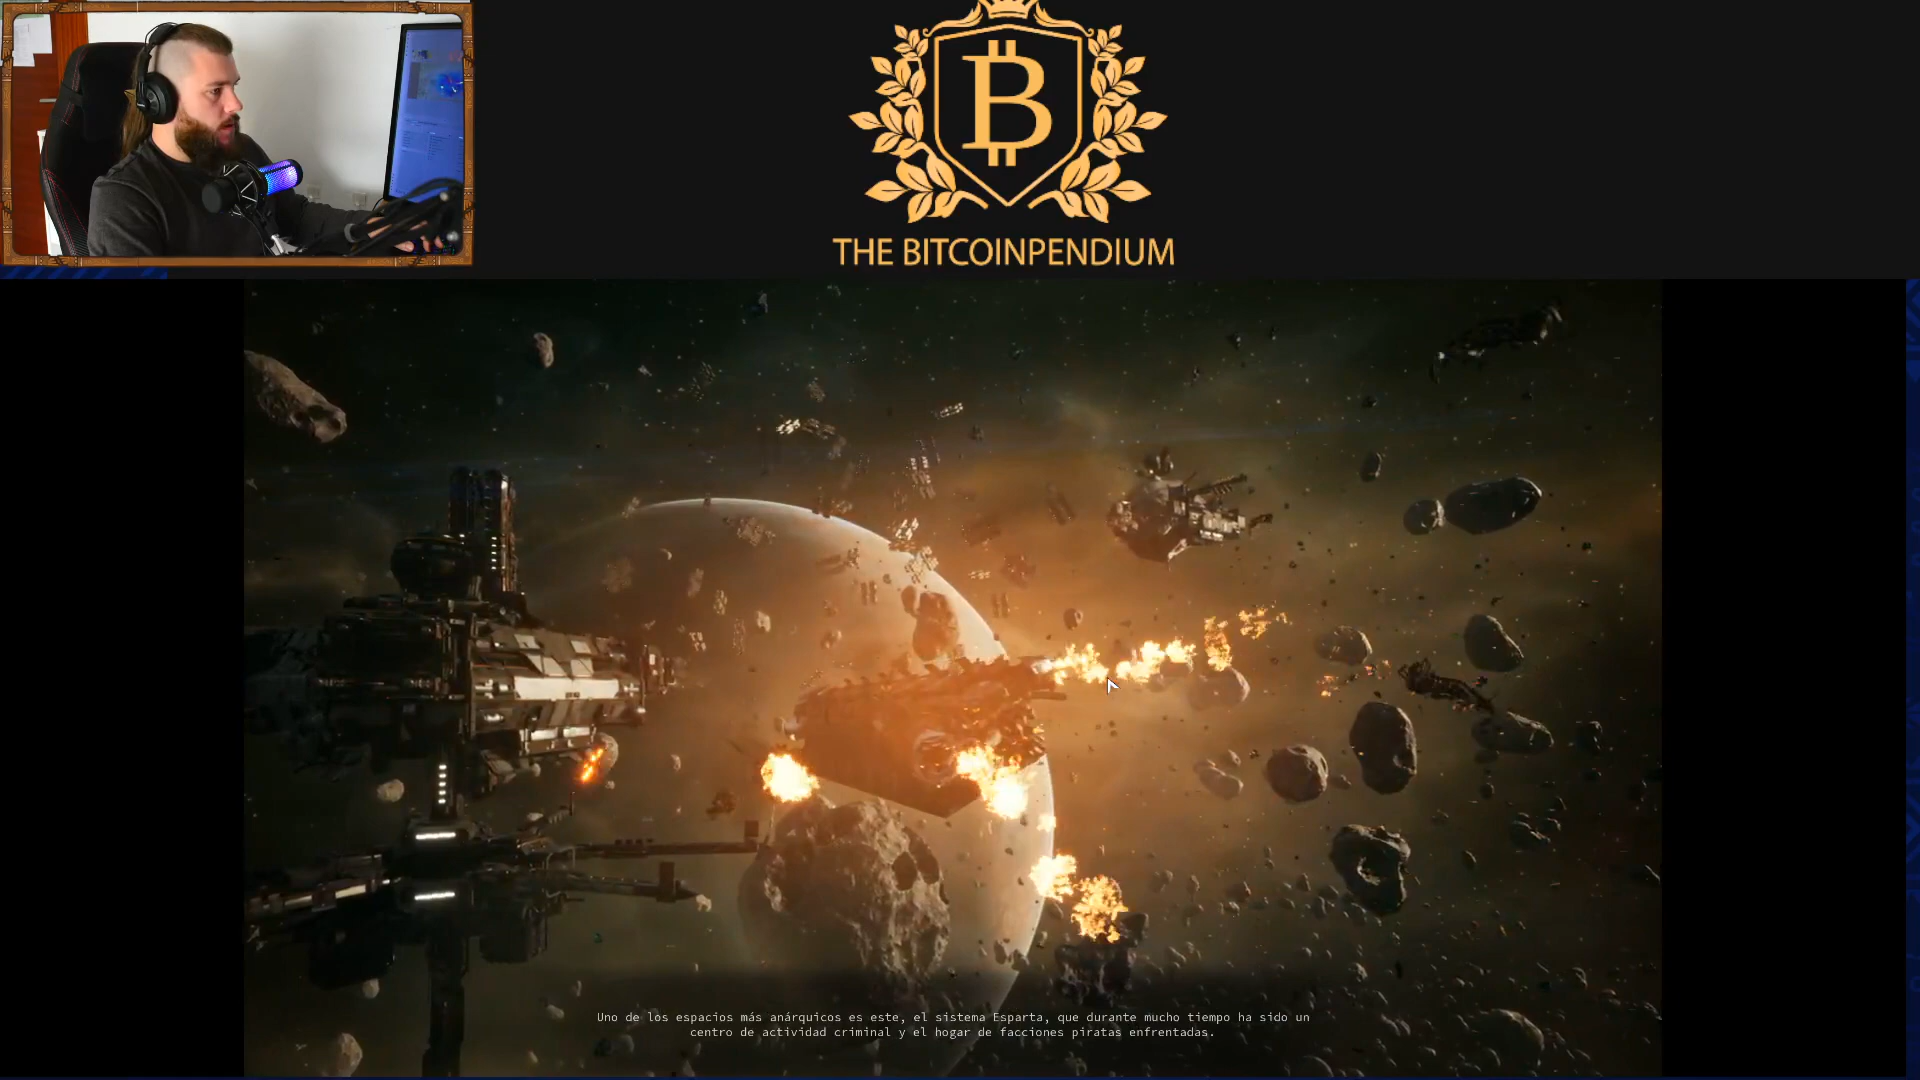 B
THE BITCOINPENDIUM
Uno de los espacios más anárquicos es este, el sistema Esparta, que durante mucho tiempo ha sido un
centro de actividad criminal y el hogar de facciones piratas enfrentadas.